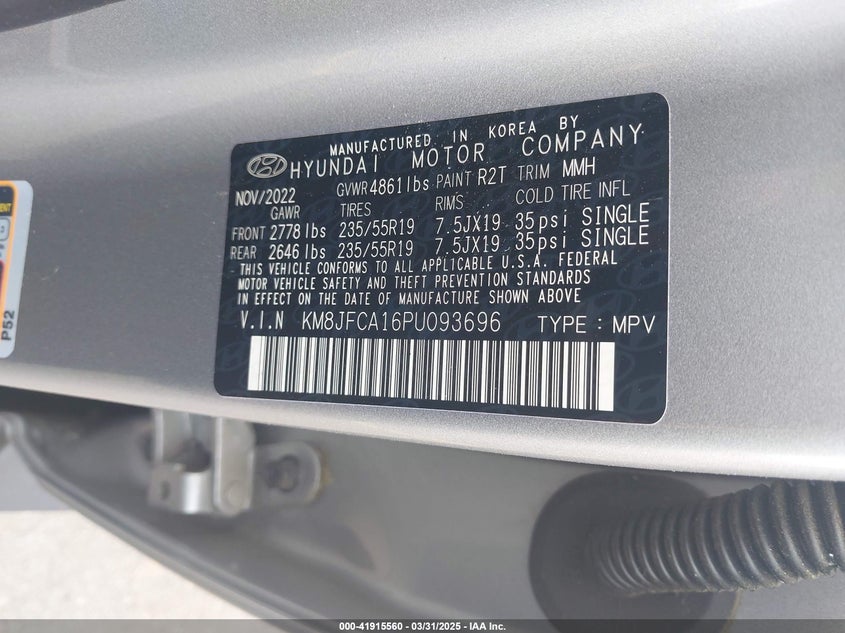 MANUFACTURED IN KOREA BY
HYUNDAI MOTOR COMPANY
NOV/2022 GVWR 4861lbs PAINT R2T TRIM MMH
GAWR TIRES RIMS COLD TIRE INFL
FRONT 2778 lbs 235/55R19 7.5JX19 35psi SINGLE
REAR 2646 lbs 235/55R19 7.5JX19 35psi SINGLE
THIS VEHICLE CONFORMS TO ALL APPLICABLE U.S.A. FEDERAL
MOTOR VEHICLE SAFETY AND THEFT PREVENTION STANDARDS
IN EFFECT ON THE DATE OF MANUFACTURE SHOWN ABOVE
V.I.N KM8JFCA16PU093696 TYPE : MPV
P52
000-41915560 — 03/31/2025 — IAA Inc.